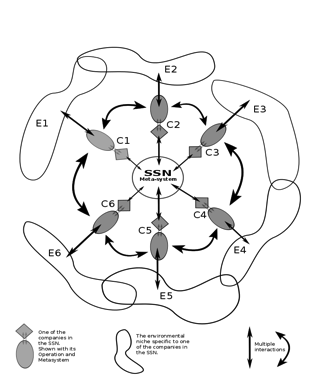 E2
E1
E3
C1
C2
C3
SSN
Meta-system
C6
C5
C4
E6
E5
E4
One of the
companies in
the SSN.
Shown with its
Operation and
Metasystem
The environmental
niche specific to one
of the companies in
the SSN.
Multiple
interactions